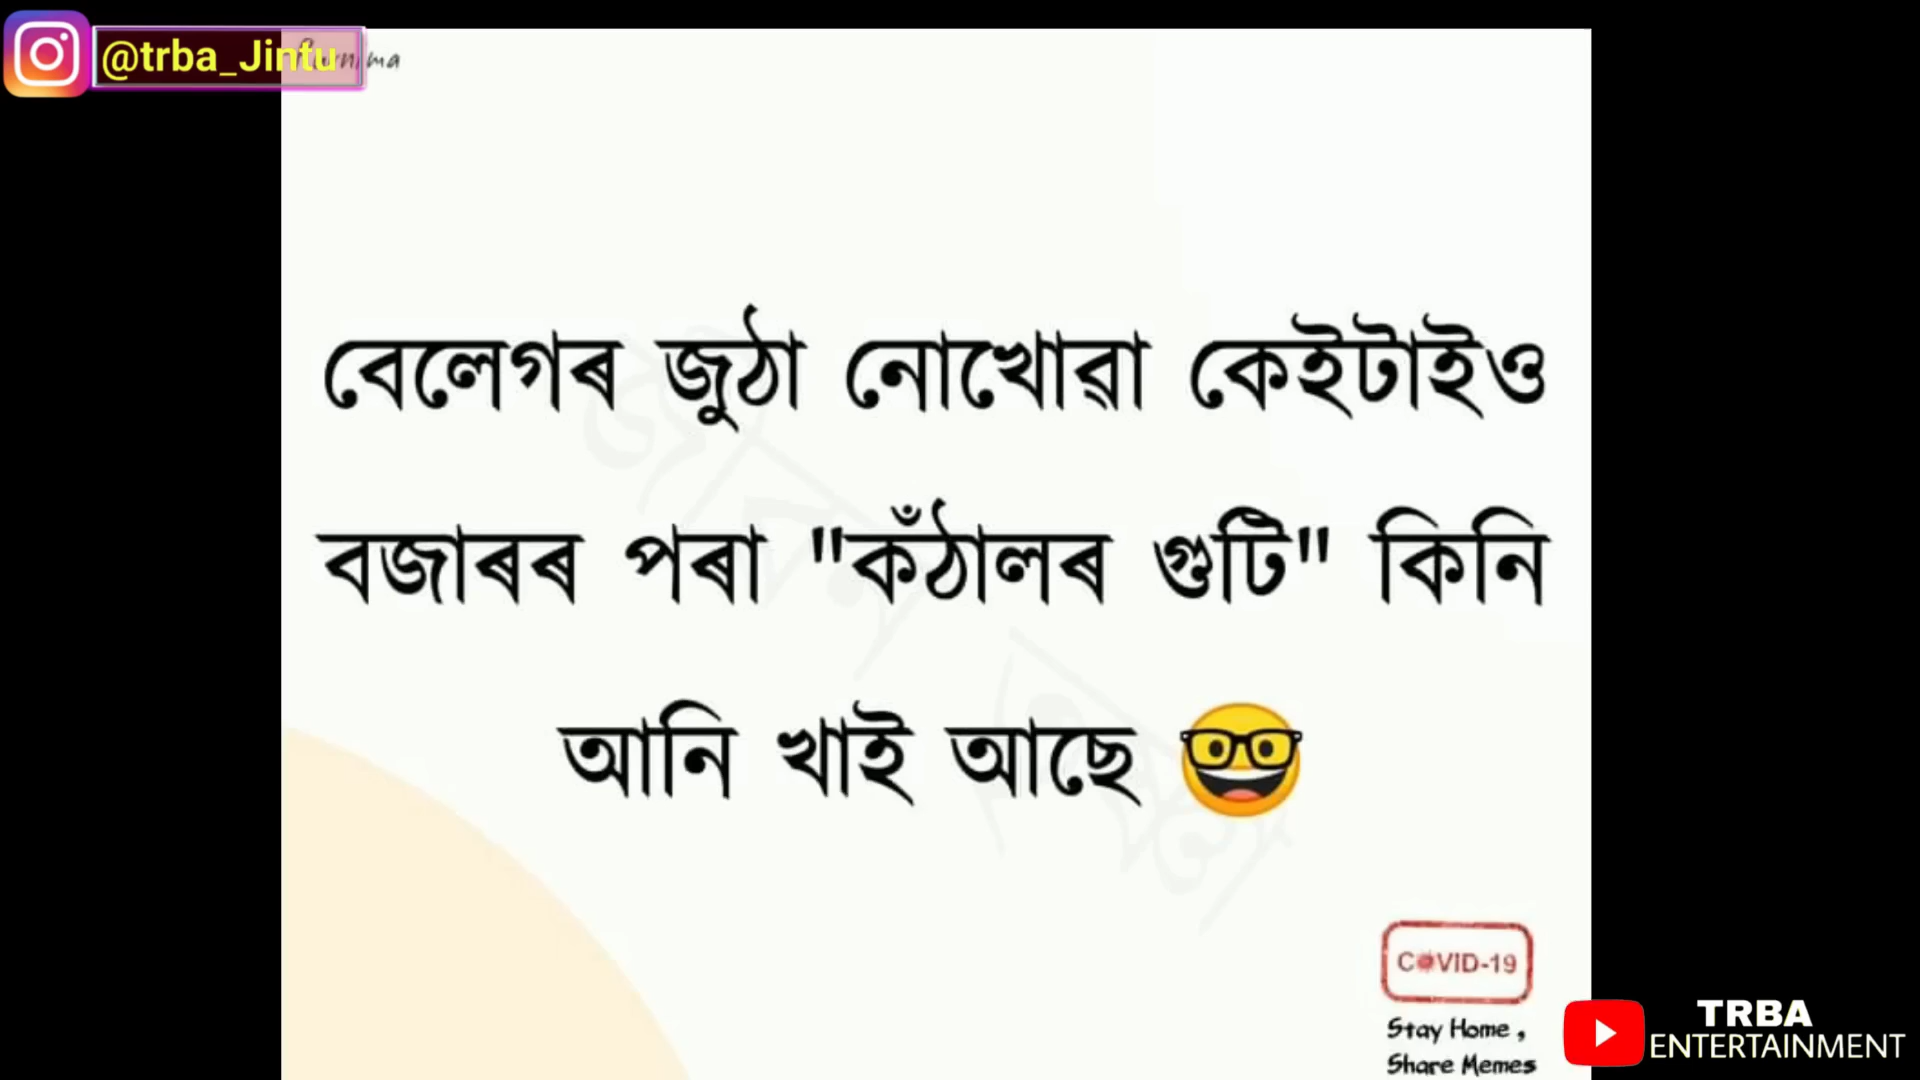 @trba_Jintu
বেলেগৰ জুঠা নোখোৱা কেইটাইও
বজাৰৰ পৰা "কঁঠালৰ গুটি" কিনি
আনি খাই আছে 🤓
COVID-19
Stay Home ,
Share Memes
TRBA
ENTERTAINMENT